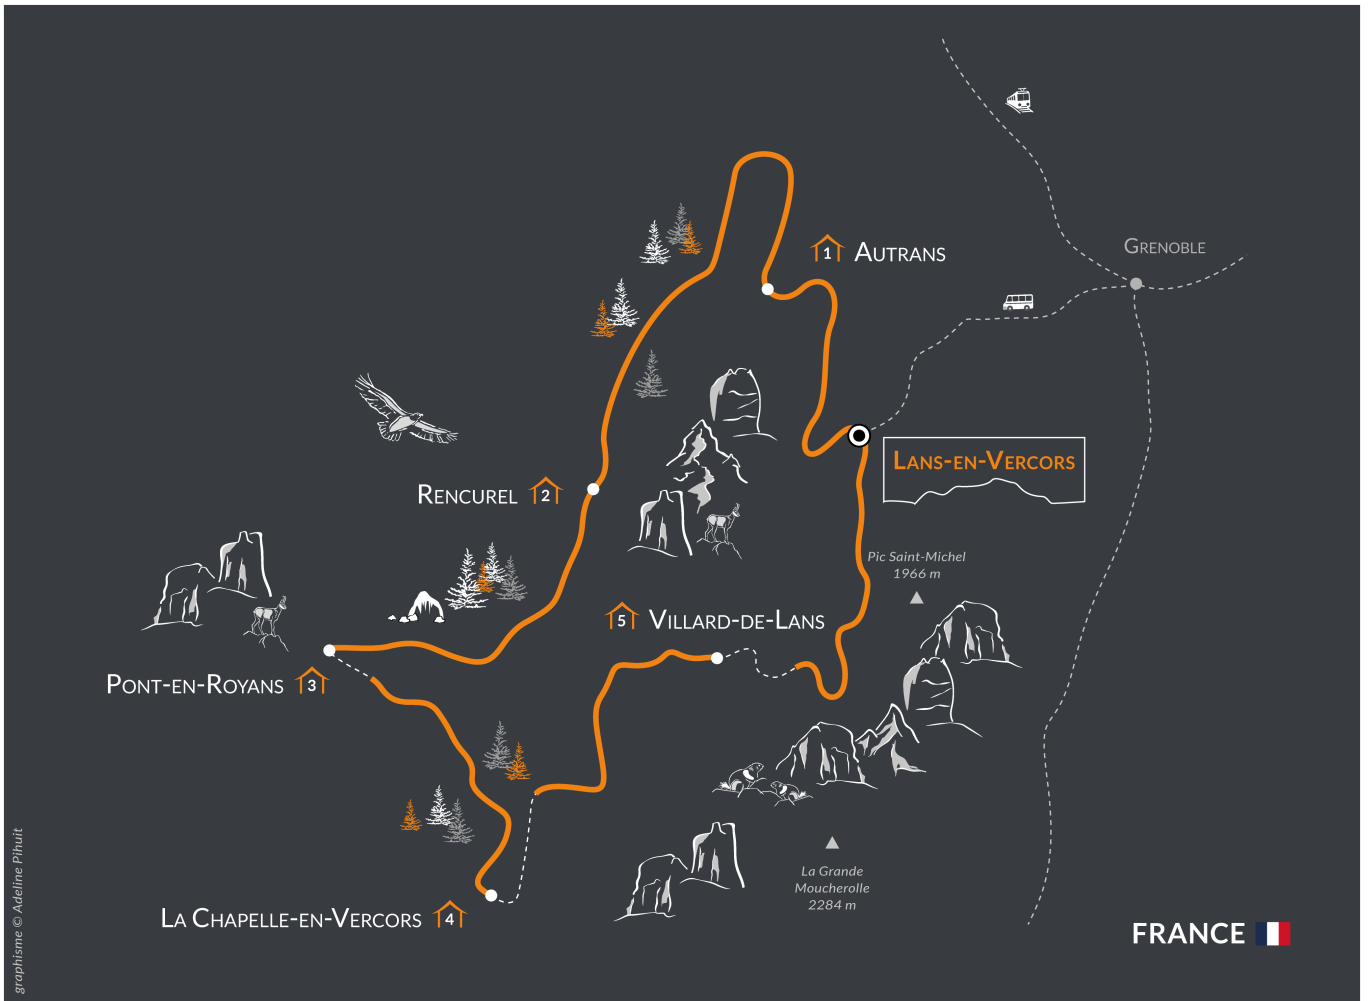 GRENOBLE
1 AUTRANS
LANS-EN-VERCORS
RENCUREL 2
Pic Saint-Michel
1966 m
5 VILLARD-DE-LANS
PONT-EN-ROYANS 3
La Grande
Moucherolle
2284 m
LA CHAPELLE-EN-VERCORS 4
FRANCE
graphisme © Adeline Pihuit